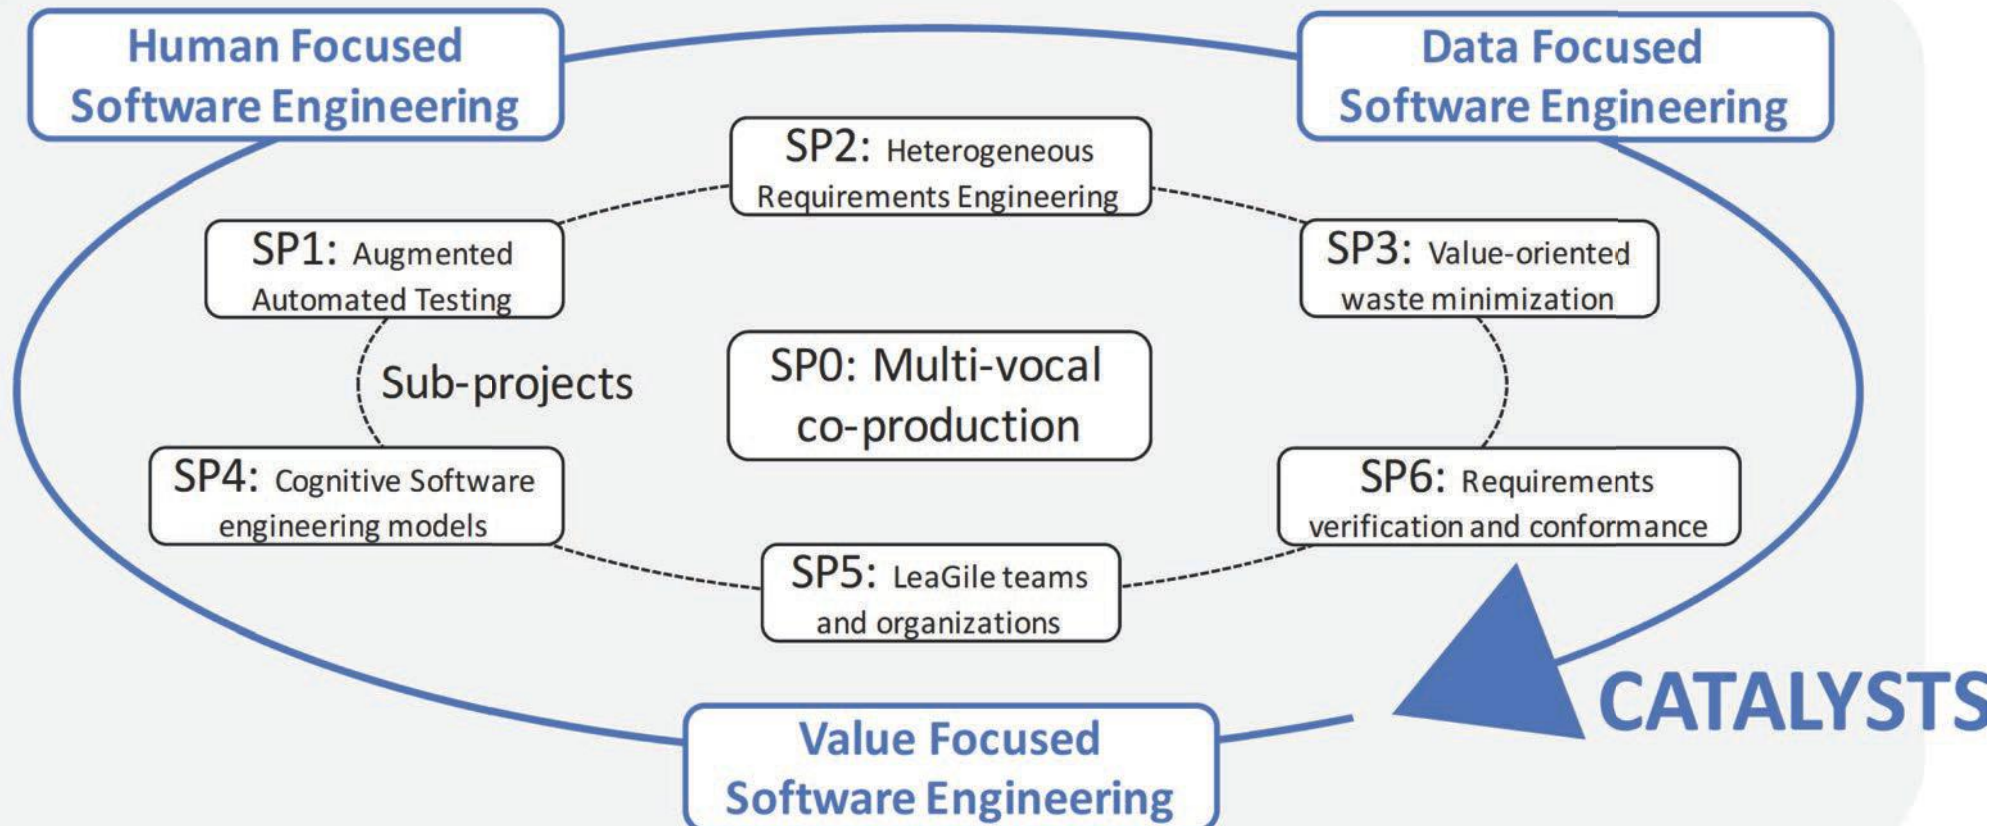 Human Focused
Software Engineering
Data Focused
Software Engineering
SP2: Heterogeneous
Requirements Engineering
SP1: Augmented
Automated Testing
SP3: Value-oriented
waste minimization
SP0: Multi-vocal
co-production
Sub-projects
SP4: Cognitive Software
engineering models
SP6: Requirements
verification and conformance
SP5: LeaGile teams
and organizations
CATALYSTS
Value Focused
Software Engineering